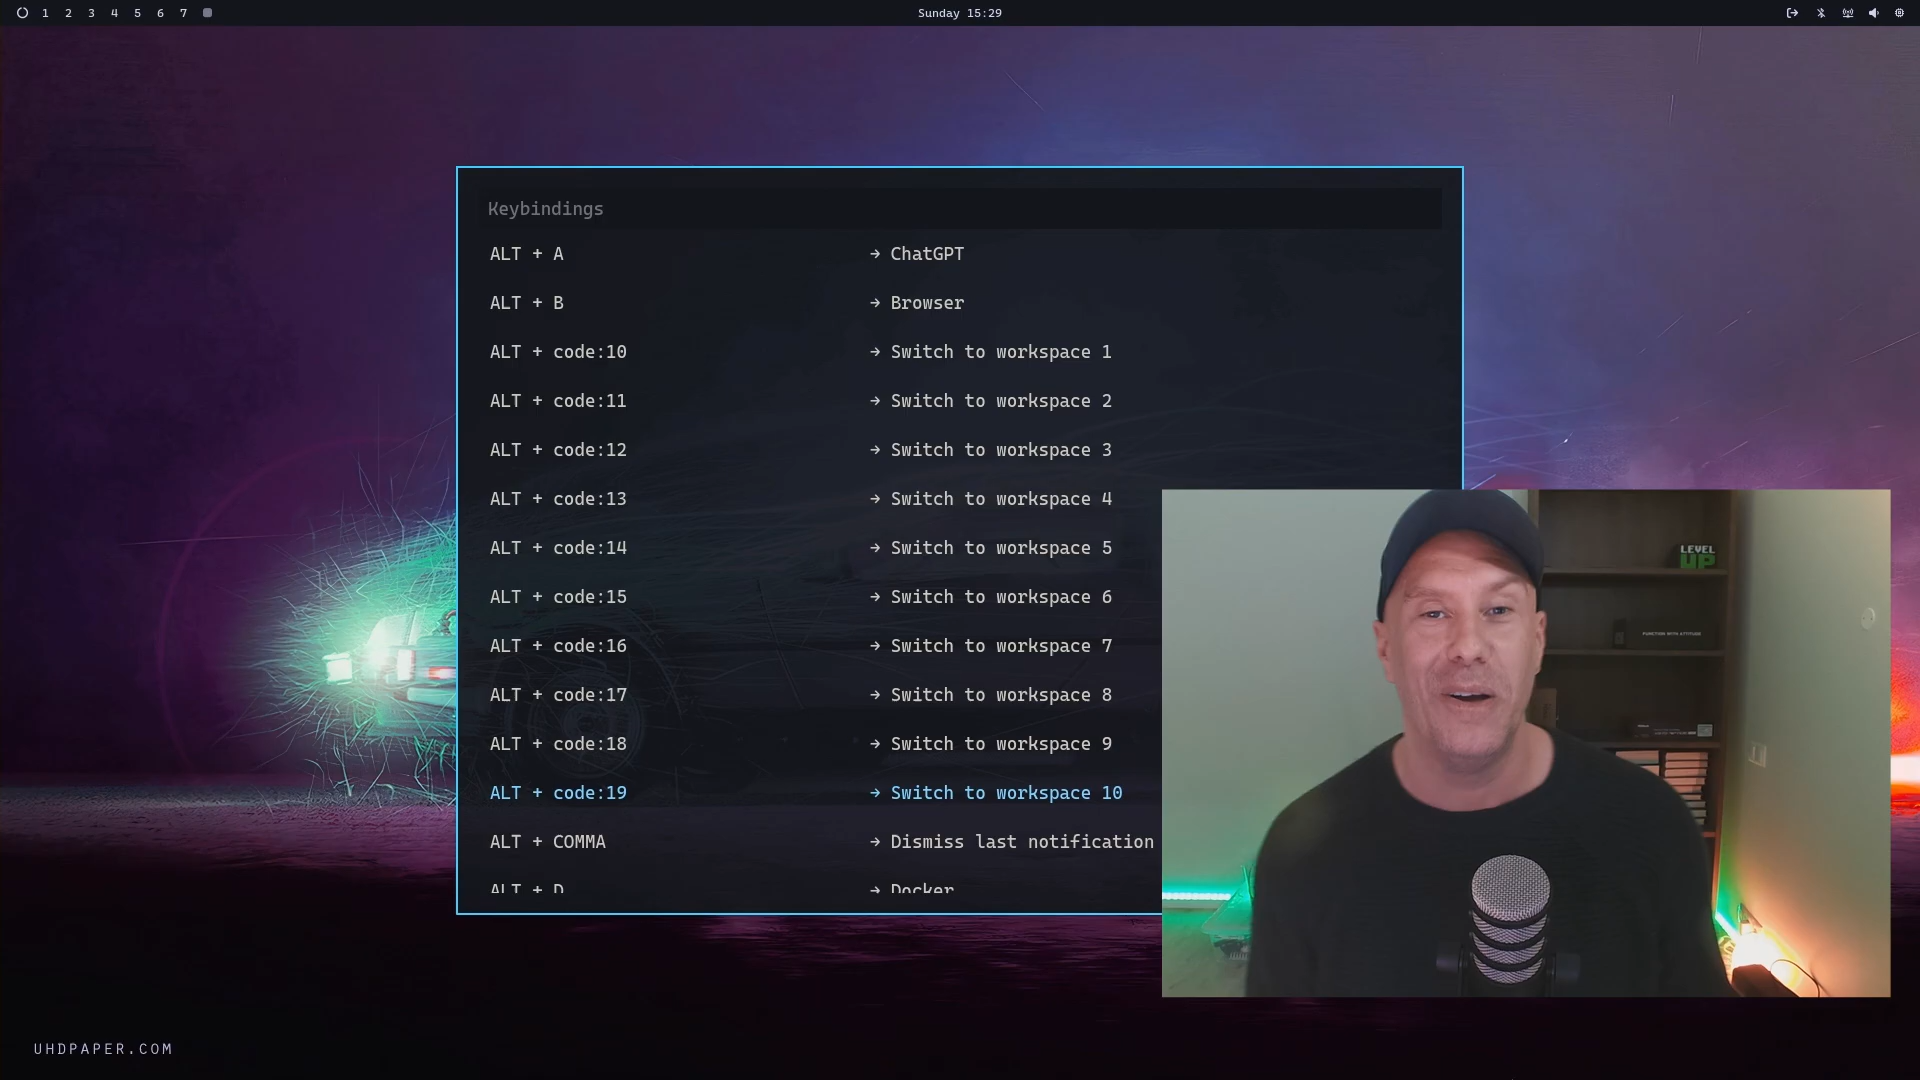 1 2 3 4 5 6 7
Sunday 15:29
Keybindings
ALT + A → ChatGPT
ALT + B → Browser
ALT + code:10 → Switch to workspace 1
ALT + code:11 → Switch to workspace 2
ALT + code:12 → Switch to workspace 3
ALT + code:13 → Switch to workspace 4
ALT + code:14 → Switch to workspace 5
ALT + code:15 → Switch to workspace 6
ALT + code:16 → Switch to workspace 7
ALT + code:17 → Switch to workspace 8
ALT + code:18 → Switch to workspace 9
ALT + code:19 → Switch to workspace 10
ALT + COMMA → Dismiss last notification
ALT + D → Docker
LEVEL
UP
FUNCTION WITH ATTITUDE
UHDPAPER.COM